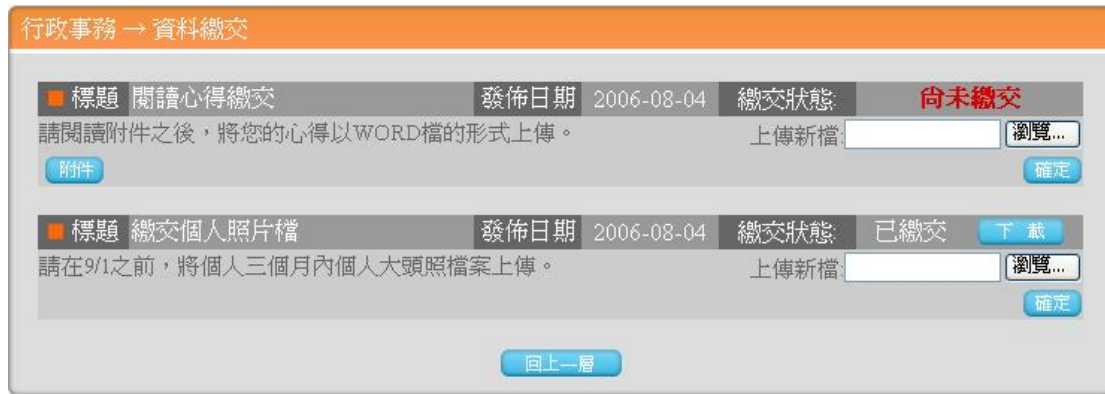 行政事務 → 資料繳交
標題 閱讀心得繳交 發佈日期 2006-08-04 繳交狀態: 尚未繳交
請閱讀附件之後，將您的心得以WORD檔的形式上傳。 上傳新檔: 瀏覽...
附件 確定
標題 繳交個人照片檔 發佈日期 2006-08-04 繳交狀態: 已繳交 下 載
請在9/1之前，將個人三個月內個人大頭照檔案上傳。 上傳新檔: 瀏覽...
確定
回上一層